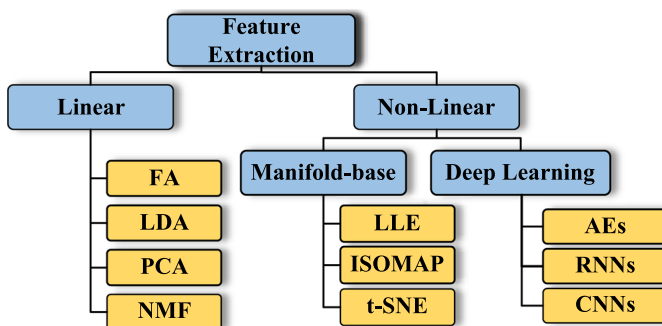 Feature
Extraction
Linear
Non-Linear
FA
LDA
PCA
NMF
Manifold-base
LLE
ISOMAP
t-SNE
Deep Learning
AEs
RNNs
CNNs